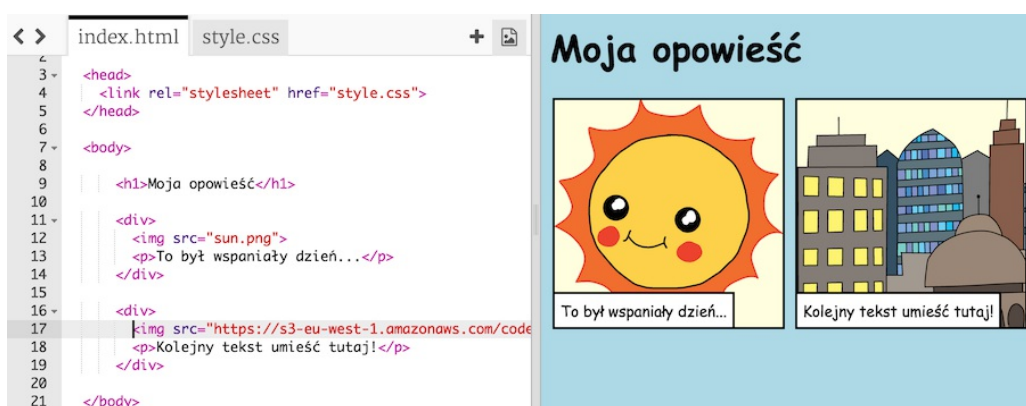 index.html style.css
2
3 <head>
4 <link rel="stylesheet" href="style.css">
5 </head>
6
7 <body>
8
9 <h1>Moja opowieść</h1>
10
11 <div>
12 <img src="sun.png">
13 <p>To był wspaniały dzień...</p>
14 </div>
15
16 <div>
17 <img src="https://s3-eu-west-1.amazonaws.com/code
18 <p>Kolejny tekst umieść tutaj!</p>
19 </div>
20
21 </body>
Moja opowieść
To był wspaniały dzień...
Kolejny tekst umieść tutaj!